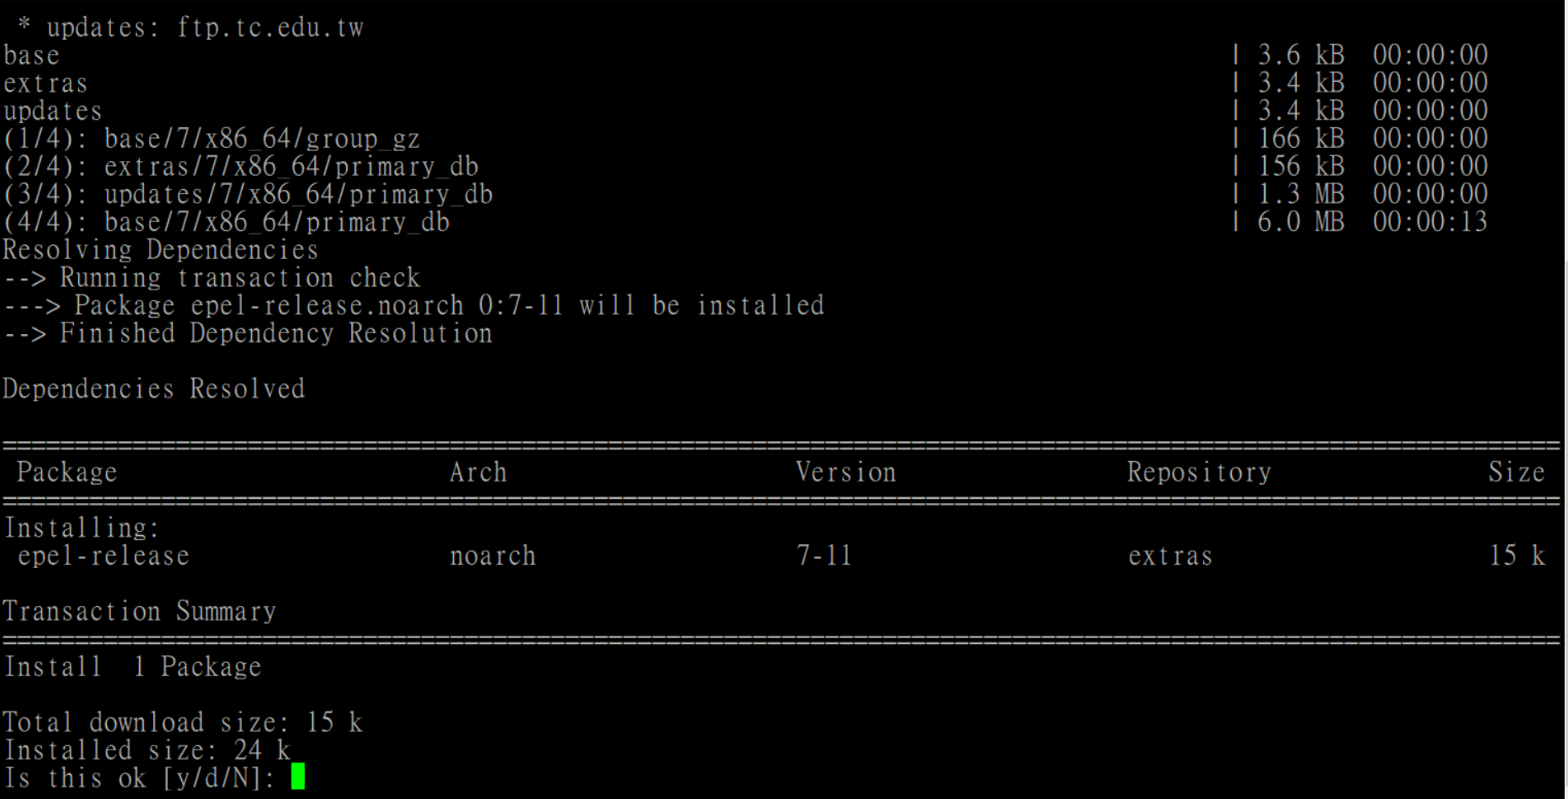 * updates: ftp.tc.edu.tw
base | 3.6 kB 00:00:00
extras | 3.4 kB 00:00:00
updates | 3.4 kB 00:00:00
(1/4): base/7/x86_64/group_gz | 166 kB 00:00:00
(2/4): extras/7/x86_64/primary_db | 156 kB 00:00:00
(3/4): updates/7/x86_64/primary_db | 1.3 MB 00:00:00
(4/4): base/7/x86_64/primary_db | 6.0 MB 00:00:13
Resolving Dependencies
--> Running transaction check
---> Package epel-release.noarch 0:7-11 will be installed
--> Finished Dependency Resolution
Dependencies Resolved
Package Arch Version Repository Size
Installing:
epel-release noarch 7-11 extras 15 k
Transaction Summary
Install 1 Package
Total download size: 15 k
Installed size: 24 k
Is this ok [y/d/N]: